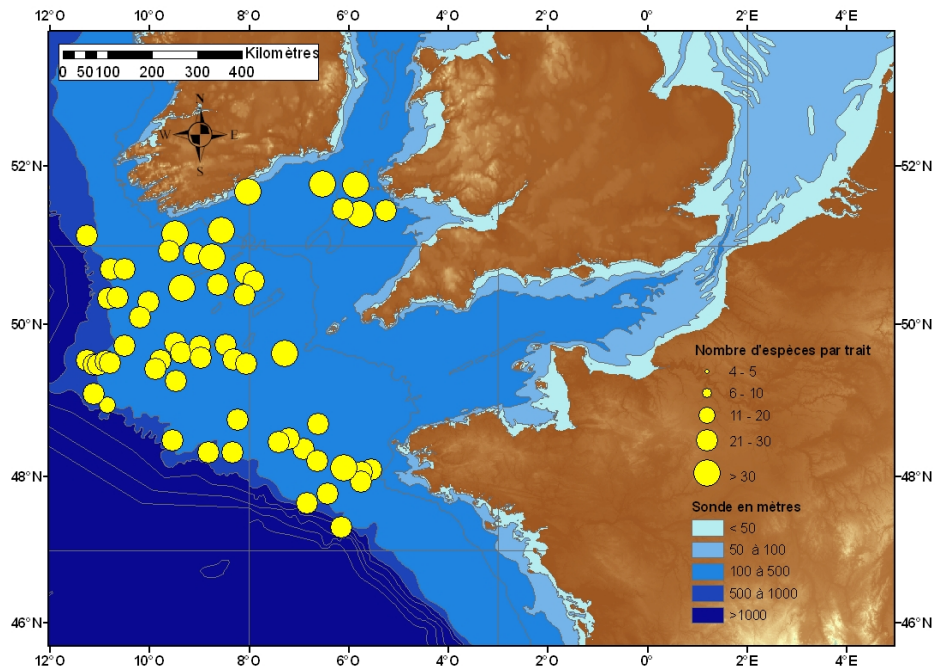 12°O 10°O 8°O 6°O 4°O 2°O 0° 2°E 4°E
Kilomètres
0 50 100 200 300 400
N
W E
S
52°N 52°N
50°N 50°N
Nombre d'espèces par trait
4 - 5
6 - 10
11 - 20
21 - 30
> 30
48°N 48°N
Sonde en mètres
< 50
50 à 100
100 à 500
500 à 1000
>1000
46°N 46°N
12°O 10°O 8°O 6°O 4°O 2°O 0° 2°E 4°E